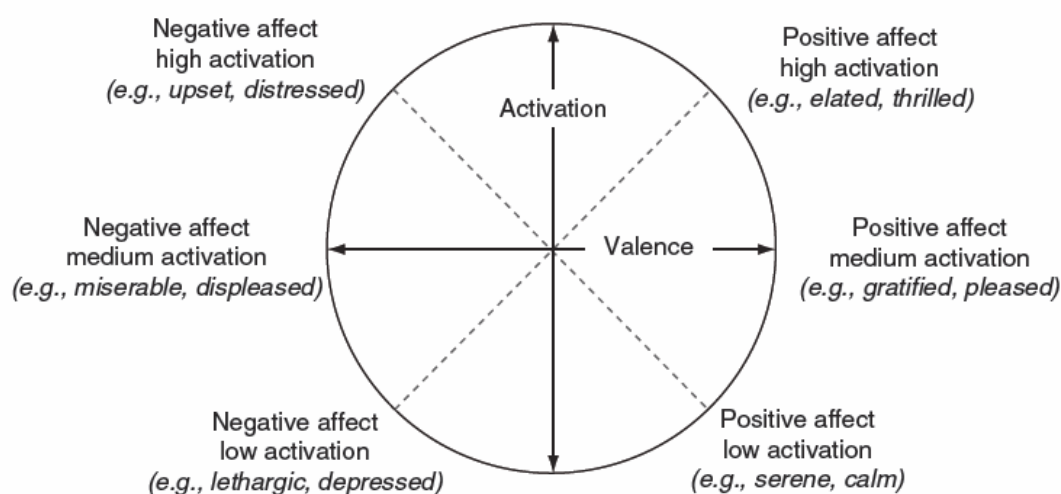 Negative affect
high activation
(e.g., upset, distressed)
Positive affect
high activation
(e.g., elated, thrilled)
Activation
Negative affect
medium activation
(e.g., miserable, displeased)
Valence
Positive affect
medium activation
(e.g., gratified, pleased)
Negative affect
low activation
(e.g., lethargic, depressed)
Positive affect
low activation
(e.g., serene, calm)